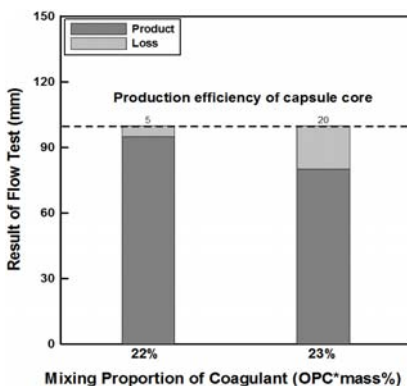 Product
Loss
150
120
90
60
30
0
Result of Flow Test (mm)
Production efficiency of capsule core
5
20
22%
23%
Mixing Proportion of Coagulant (OPC*mass%)